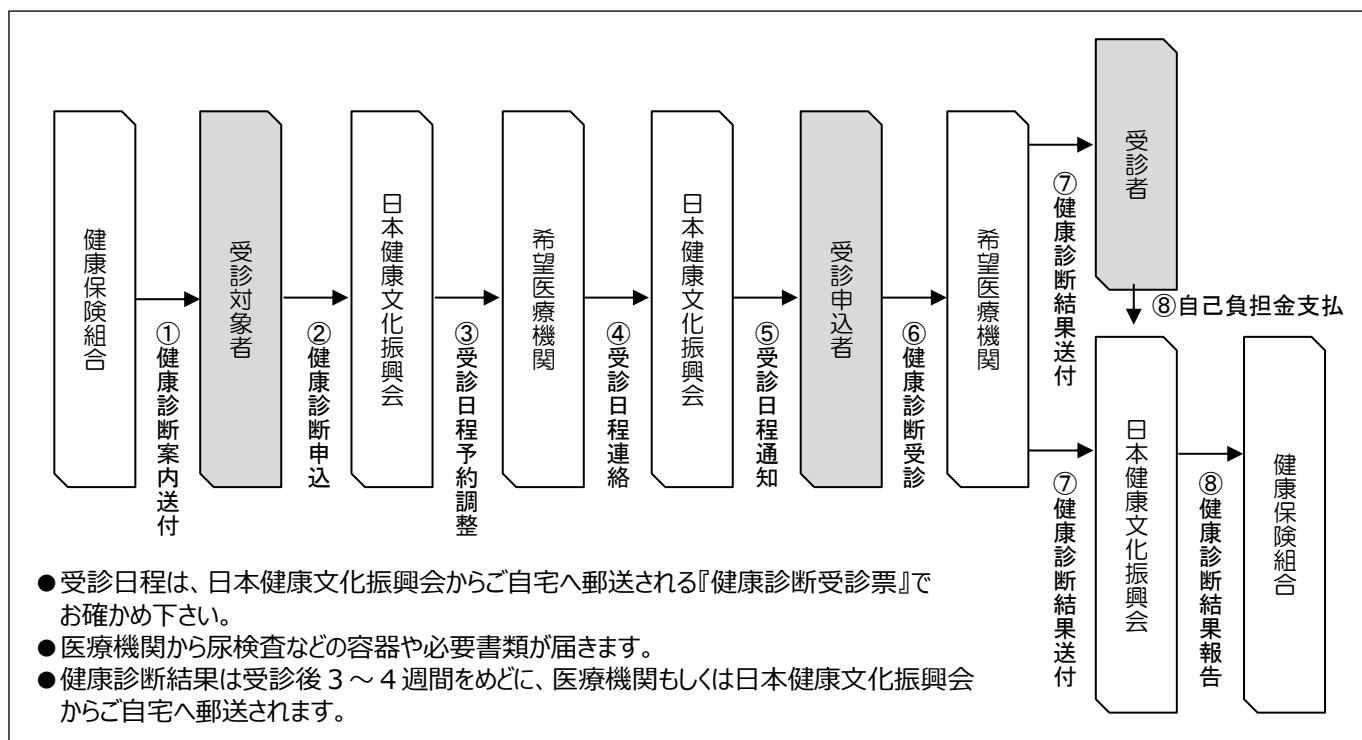 健康保険組合
①健康診断案内送付
受診対象者
②健康診断申込
日本健康文化振興会
③受診日程予約調整
希望医療機関
④受診日程連絡
日本健康文化振興会
⑤受診日程通知
受診申込者
⑥健康診断受診
希望医療機関
⑦健康診断結果送付
受診者
⑧自己負担金支払
⑦健康診断結果送付
日本健康文化振興会
⑧健康診断結果報告
健康保険組合
●受診日程は、日本健康文化振興会からご自宅へ郵送される『健康診断受診票』で
お確かめ下さい。
●医療機関から尿検査などの容器や必要書類が届きます。
●健康診断結果は受診後3~4週間をめどに、医療機関もしくは日本健康文化振興会
からご自宅へ郵送されます。